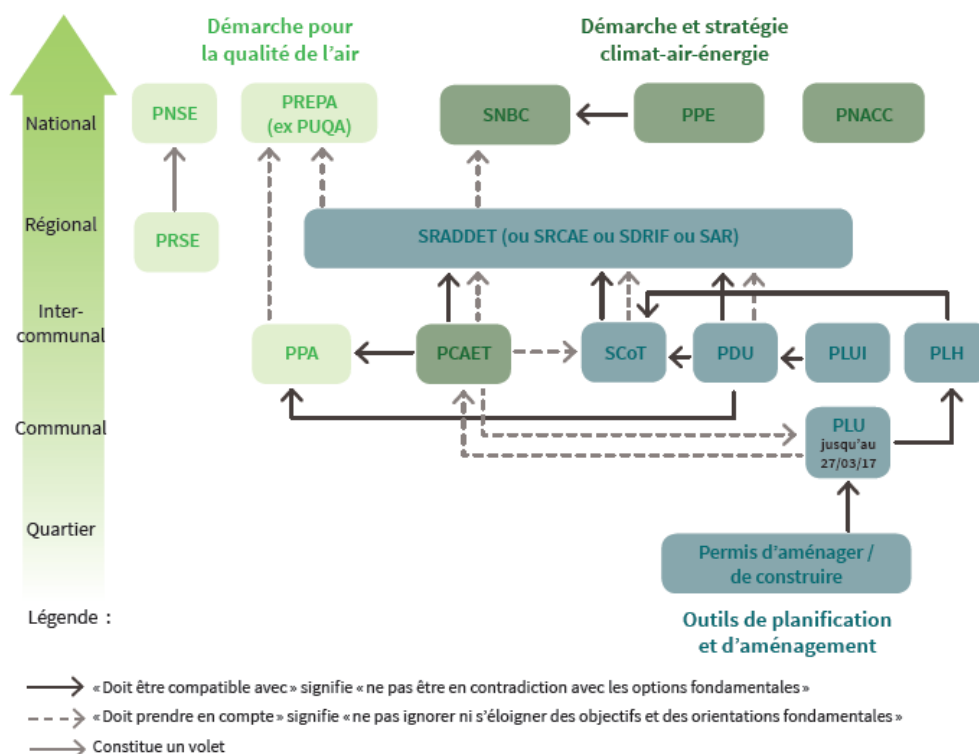 Démarche pour
la qualité de l'air
Démarche et stratégie
climat-air-énergie
National
PNSE
PREPA
(ex PUQA)
SNBC
PPE
PNACC
Régional
PRSE
SRADDET (ou SRCAE ou SDRIF ou SAR)
Inter-
communal
PPA
PCAET
SCoT
PDU
PLUI
PLH
Communal
PLU
jusqu'au
27/03/17
Quartier
Permis d'aménager /
de construire
Légende :
Outils de planification
et d'aménagement
« Doit être compatible avec » signifie « ne pas être en contradiction avec les options fondamentales »
« Doit prendre en compte » signifie « ne pas ignorer ni s'éloigner des objectifs et des orientations fondamentales »
Constitue un volet